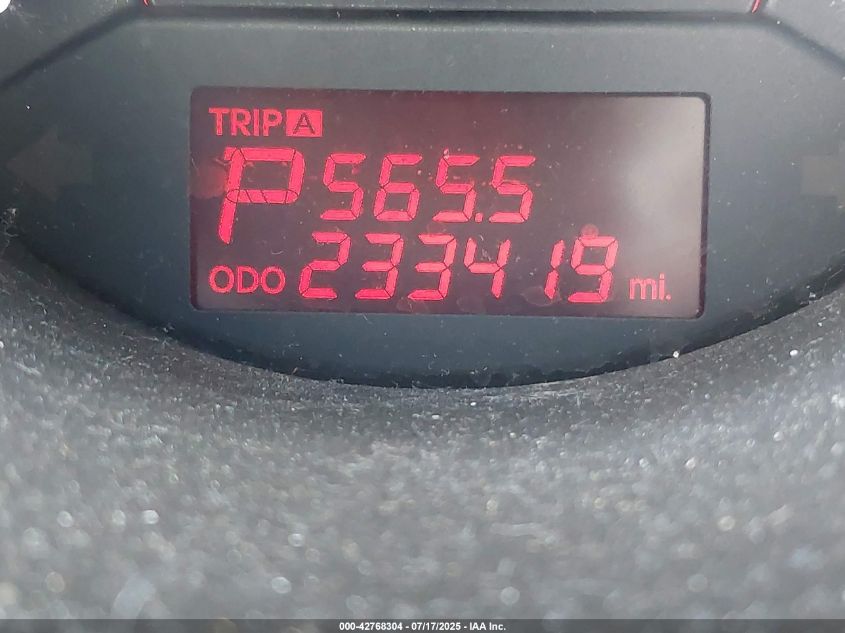 TRIP A
P 565.5
ODO 233419 mi.
000-42768304 - 07/17/2025 - IAA Inc.